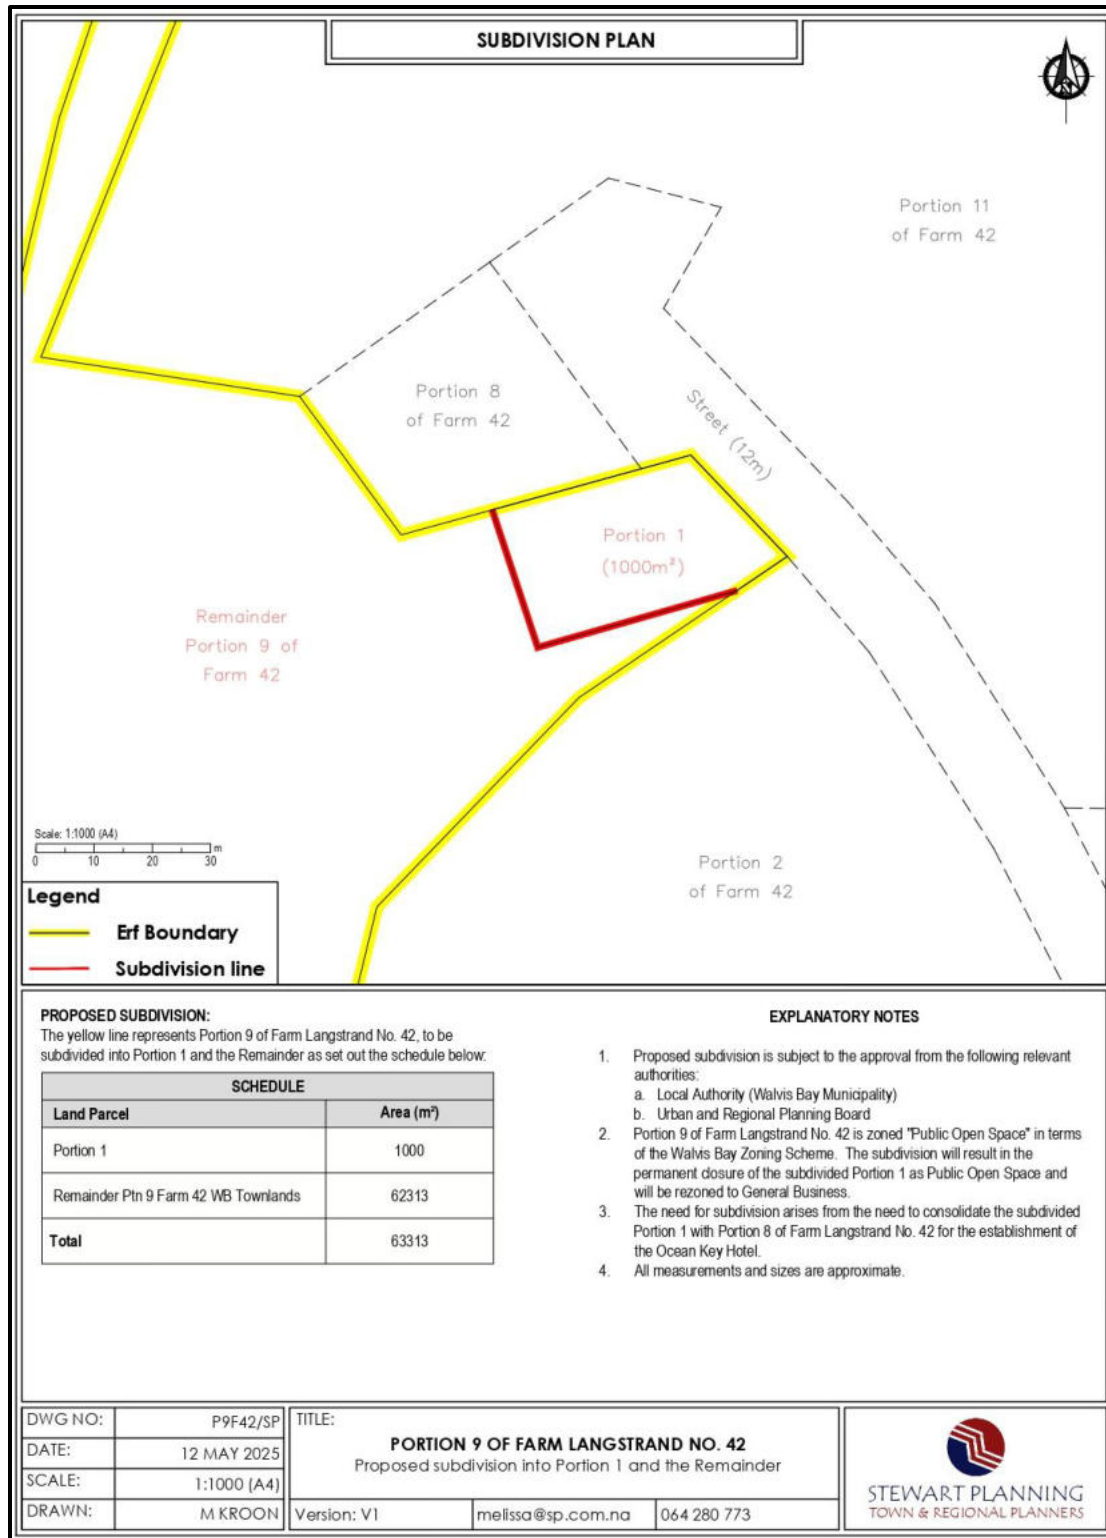 SUBDIVISION PLAN
Portion 11
of Farm 42
Portion 8
of Farm 42
Street (12m)
Portion 1
(1000m²)
Remainder
Portion 9 of
Farm 42
Portion 2
of Farm 42
Scale: 1:1000 (A4)
0 10 20 30 m
Legend
Erf Boundary
Subdivision line
PROPOSED SUBDIVISION:
The yellow line represents Portion 9 of Farm Langstrand No. 42, to be
subdivided into Portion 1 and the Remainder as set out the schedule below:
SCHEDULE
Land Parcel Area (m²)
Portion 1 1000
Remainder Ptn 9 Farm 42 WB Townlands 62313
Total 63313
EXPLANATORY NOTES
1. Proposed subdivision is subject to the approval from the following relevant
authorities:
a. Local Authority (Walvis Bay Municipality)
b. Urban and Regional Planning Board
2. Portion 9 of Farm Langstrand No. 42 is zoned "Public Open Space" in terms
of the Walvis Bay Zoning Scheme. The subdivision will result in the
permanent closure of the subdivided Portion 1 as Public Open Space and
will be rezoned to General Business.
3. The need for subdivision arises from the need to consolidate the subdivided
Portion 1 with Portion 8 of Farm Langstrand No. 42 for the establishment of
the Ocean Key Hotel.
4. All measurements and sizes are approximate.
DWG NO: P9F42/SP
DATE: 12 MAY 2025
SCALE: 1:1000 (A4)
DRAWN: M KROON
TITLE:
PORTION 9 OF FARM LANGSTRAND NO. 42
Proposed subdivision into Portion 1 and the Remainder
Version: V1 melissa@sp.com.na 064 280 773
STEWART PLANNING
TOWN & REGIONAL PLANNERS